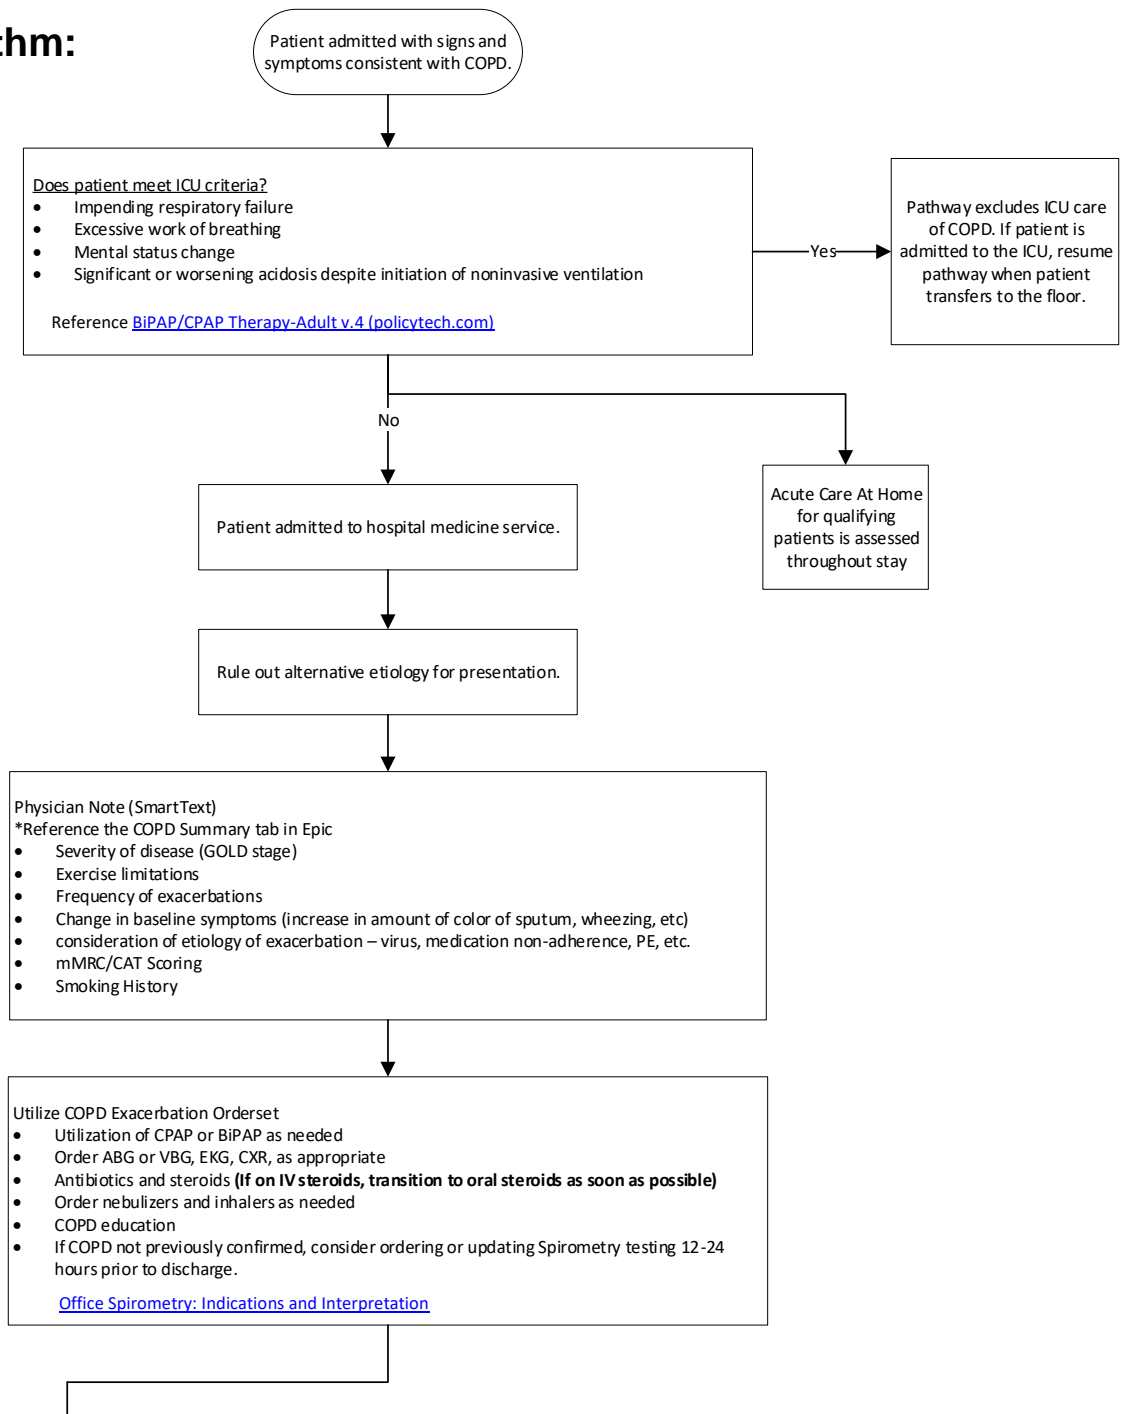 thm:
Patient admitted with signs and
symptoms consistent with COPD.
Does patient meet ICU criteria?
• Impending respiratory failure
• Excessive work of breathing
• Mental status change
• Significant or worsening acidosis despite initiation of noninvasive ventilation
Reference BiPAP/CPAP Therapy-Adult v.4 (policytech.com)
Yes
Pathway excludes ICU care
of COPD. If patient is
admitted to the ICU, resume
pathway when patient
transfers to the floor.
No
Patient admitted to hospital medicine service.
Acute Care At Home
for qualifying
patients is assessed
throughout stay
Rule out alternative etiology for presentation.
Physician Note (SmartText)
*Reference the COPD Summary tab in Epic
• Severity of disease (GOLD stage)
• Exercise limitations
• Frequency of exacerbations
• Change in baseline symptoms (increase in amount of color of sputum, wheezing, etc)
• consideration of etiology of exacerbation – virus, medication non-adherence, PE, etc.
• mMRC/CAT Scoring
• Smoking History
Utilize COPD Exacerbation Orderset
• Utilization of CPAP or BiPAP as needed
• Order ABG or VBG, EKG, CXR, as appropriate
• Antibiotics and steroids (If on IV steroids, transition to oral steroids as soon as possible)
• Order nebulizers and inhalers as needed
• COPD education
• If COPD not previously confirmed, consider ordering or updating Spirometry testing 12-24
hours prior to discharge.
Office Spirometry: Indications and Interpretation